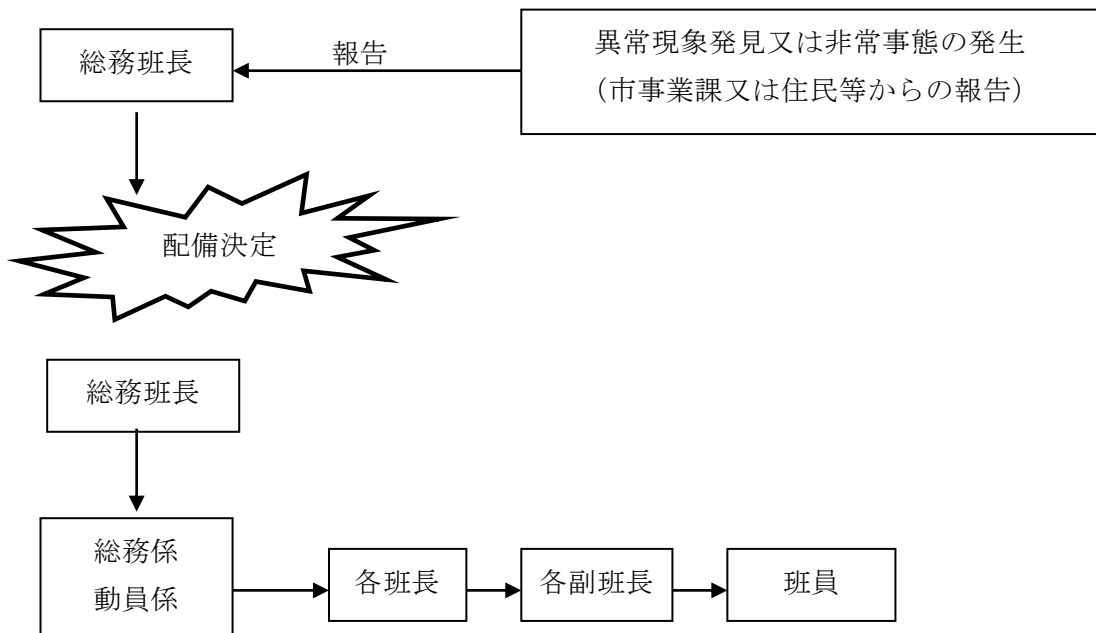 総務班長
報告
異常現象発見又は非常事態の発生
（市事業課又は住民等からの報告）
配備決定
総務班長
総務係
動員係
各班長
各副班長
班員